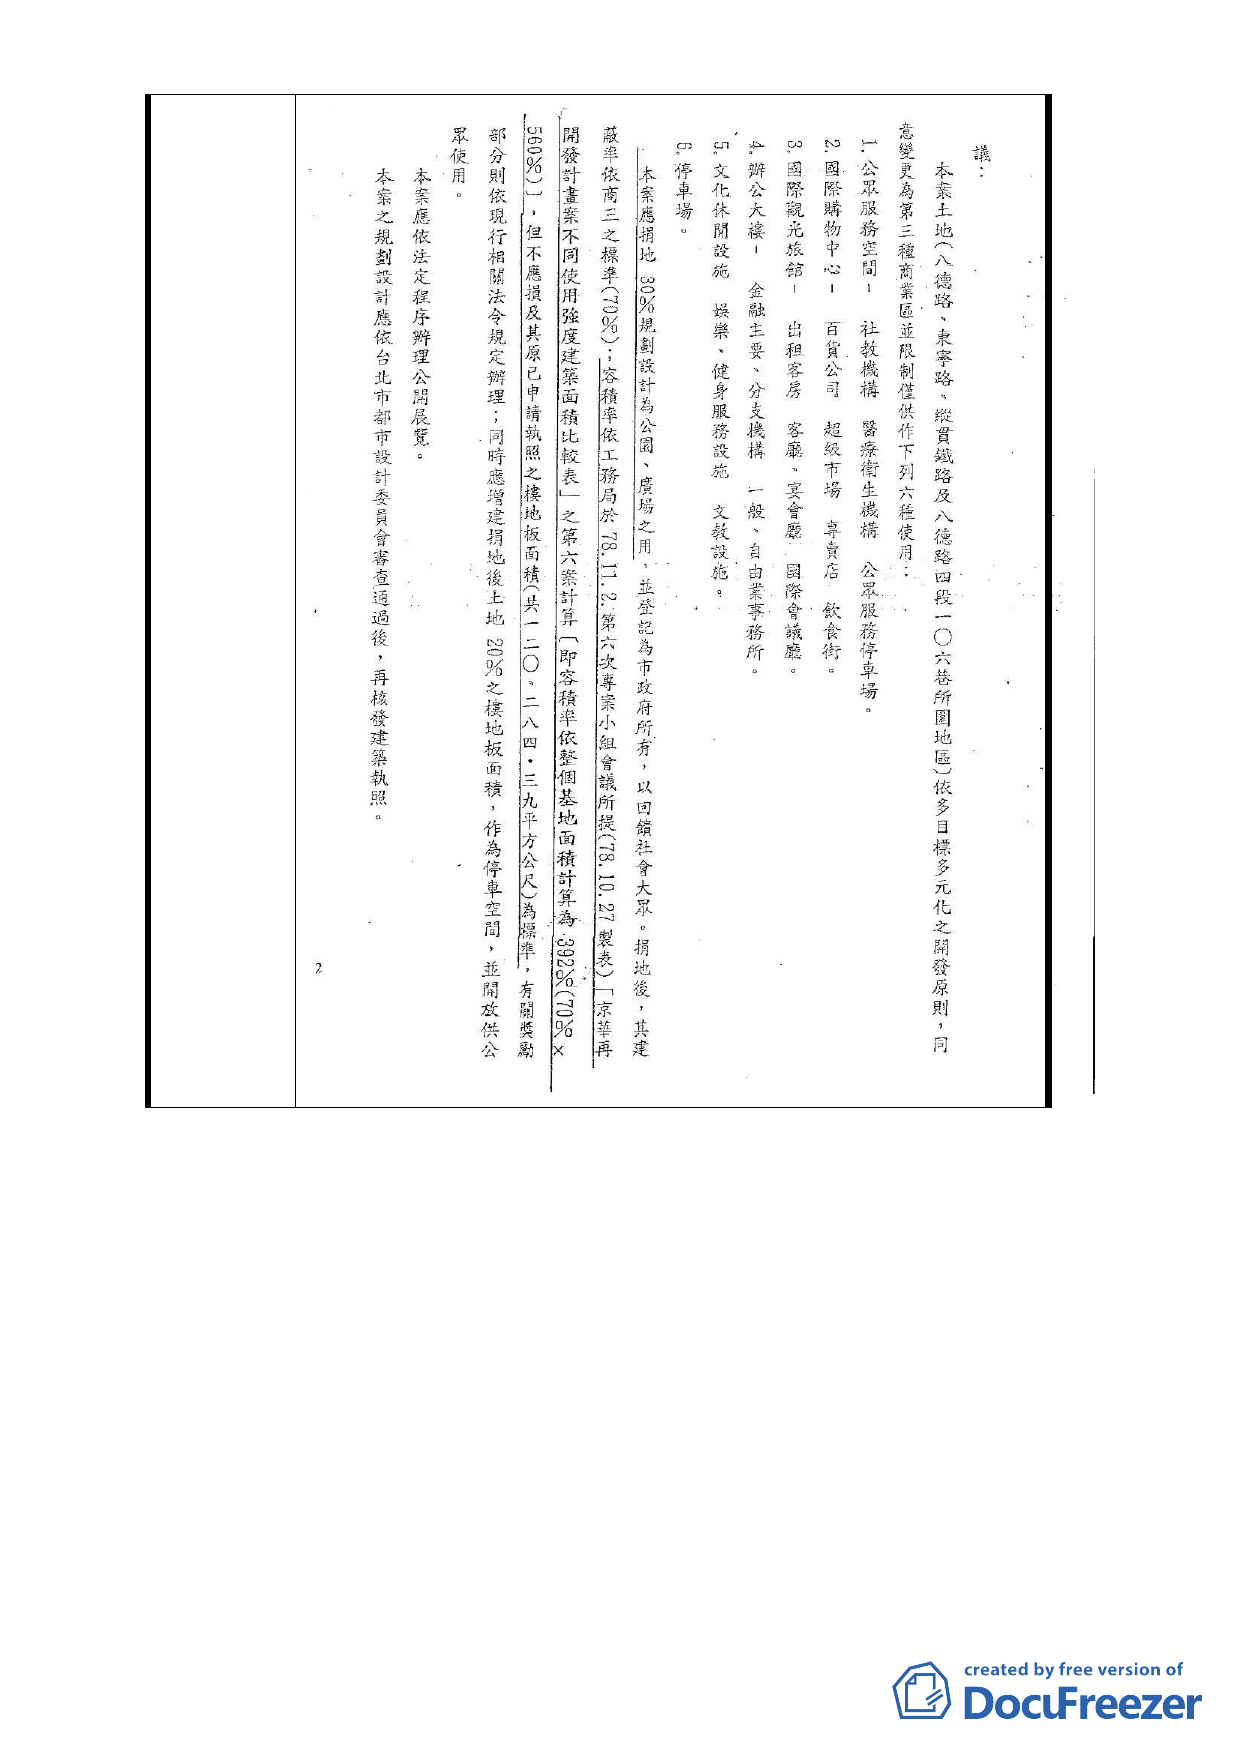 議：
本案土地（八德路、東寧路、縱貫鐵路及八德路四段一〇六巷所圍地區）依多目標多元化之開發原則，同
意變更為第三種商業區並限制僅供作下列六種使用：
1. 公眾服務空間－ 社教機構 醫療衛生機構 公眾服務停車場。
2. 國際購物中心－ 百貨公司 超級市場 專賣店 飲食街。
3. 國際觀光旅館－ 出租客房 客廳、宴會廳 國際會議廳。
4. 辦公大樓－ 金融主要、分支機構 一般、自由業事務所。
5. 文化休閒設施 娛樂、健身服務設施 文教設施。
6. 停車場。
本案應捐地 30%規劃設計為公園、廣場之用，並登記為市政府所有，以回饋社會大眾。捐地後，其建
蔽率依商三之標準(70%)；容積率依工務局於 78.11.2.第六次專案小組會議所提(78.10.27製表)「京華再
開發計畫案不同使用強度建築面積比較表」之第六案計算〔即容積率依整個基地面積計算為 392%(70%×
560%)〕，但不應損及其原已申請執照之樓地板面積（共一二〇。二八四・三九平方公尺）為標準，有關獎勵
部分則依現行相關法令規定辦理；同時應增建捐地後土地 20%之樓地板面積，作為停車空間，並開放供公
眾使用。
本案應依法定程序辦理公開展覽。
本案之規劃設計應依台北市都市設計委員會審查通過後，再核發建築執照。
2
created by free version of
DocuFreezer